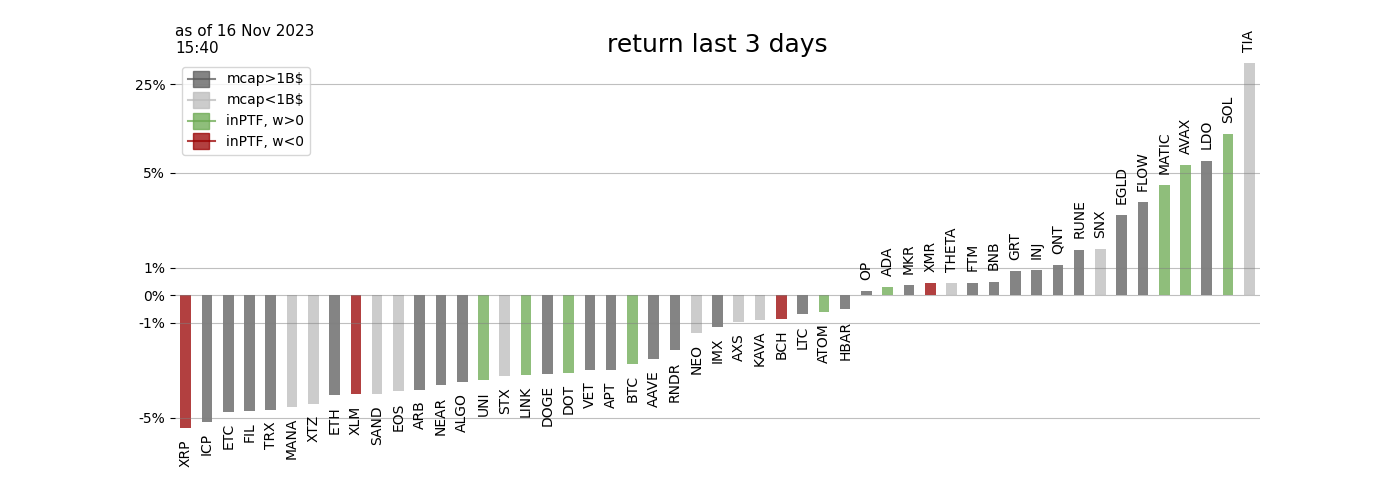 as of 16 Nov 2023
15:40
return last 3 days
mcap>1B$
mcap<1B$
inPTF, w>0
inPTF, w<0
25%
5%
1%
0%
-1%
-5%
XRP
ICP
ETC
FIL
TRX
MANA
XTZ
ETH
XLM
SAND
EOS
ARB
NEAR
ALGO
UNI
STX
LINK
DOGE
DOT
VET
APT
BTC
AAVE
RNDR
NEO
IMX
AXS
KAVA
BCH
LTC
ATOM
HBAR
OP
ADA
MKR
XMR
THETA
FTM
BNB
GRT
INJ
QNT
RUNE
SNX
EGLD
FLOW
MATIC
AVAX
LDO
SOL
TIA